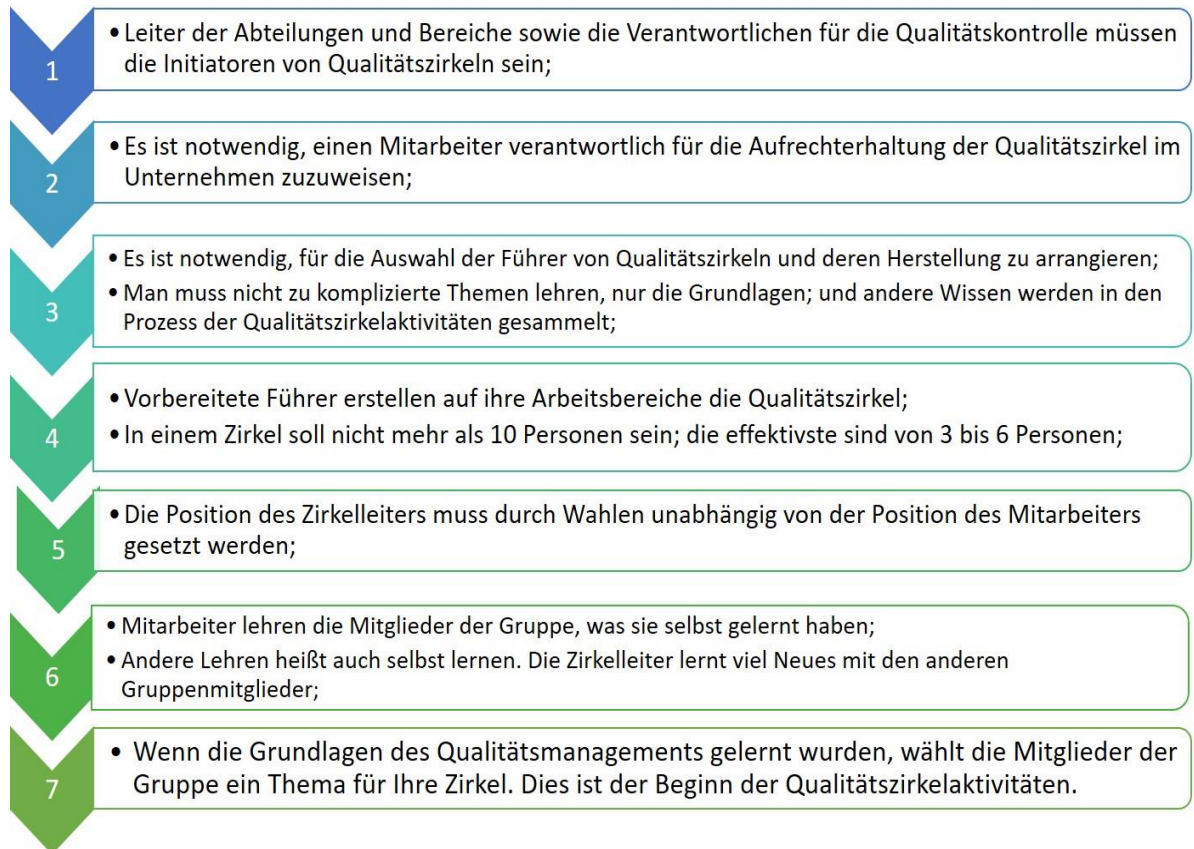 1
• Leiter der Abteilungen und Bereiche sowie die Verantwortlichen für die Qualitätskontrolle müssen
die Initiatoren von Qualitätszirkeln sein;
2
• Es ist notwendig, einen Mitarbeiter verantwortlich für die Aufrechterhaltung der Qualitätszirkel im
Unternehmen zuzuweisen;
3
• Es ist notwendig, für die Auswahl der Führer von Qualitätszirkeln und deren Herstellung zu arrangieren;
• Man muss nicht zu komplizierte Themen lehren, nur die Grundlagen; und andere Wissen werden in den
Prozess der Qualitätszirkelaktivitäten gesammelt;
4
• Vorbereitete Führer erstellen auf ihre Arbeitsbereiche die Qualitätszirkel;
• In einem Zirkel soll nicht mehr als 10 Personen sein; die effektivste sind von 3 bis 6 Personen;
5
• Die Position des Zirkelleiters muss durch Wahlen unabhängig von der Position des Mitarbeiters
gesetzt werden;
6
• Mitarbeiter lehren die Mitglieder der Gruppe, was sie selbst gelernt haben;
• Andere Lehren heißt auch selbst lernen. Die Zirkelleiter lernt viel Neues mit den anderen
Gruppenmitglieder;
7
• Wenn die Grundlagen des Qualitätsmanagements gelernt wurden, wählt die Mitglieder der
Gruppe ein Thema für Ihre Zirkel. Dies ist der Beginn der Qualitätszirkelaktivitäten.